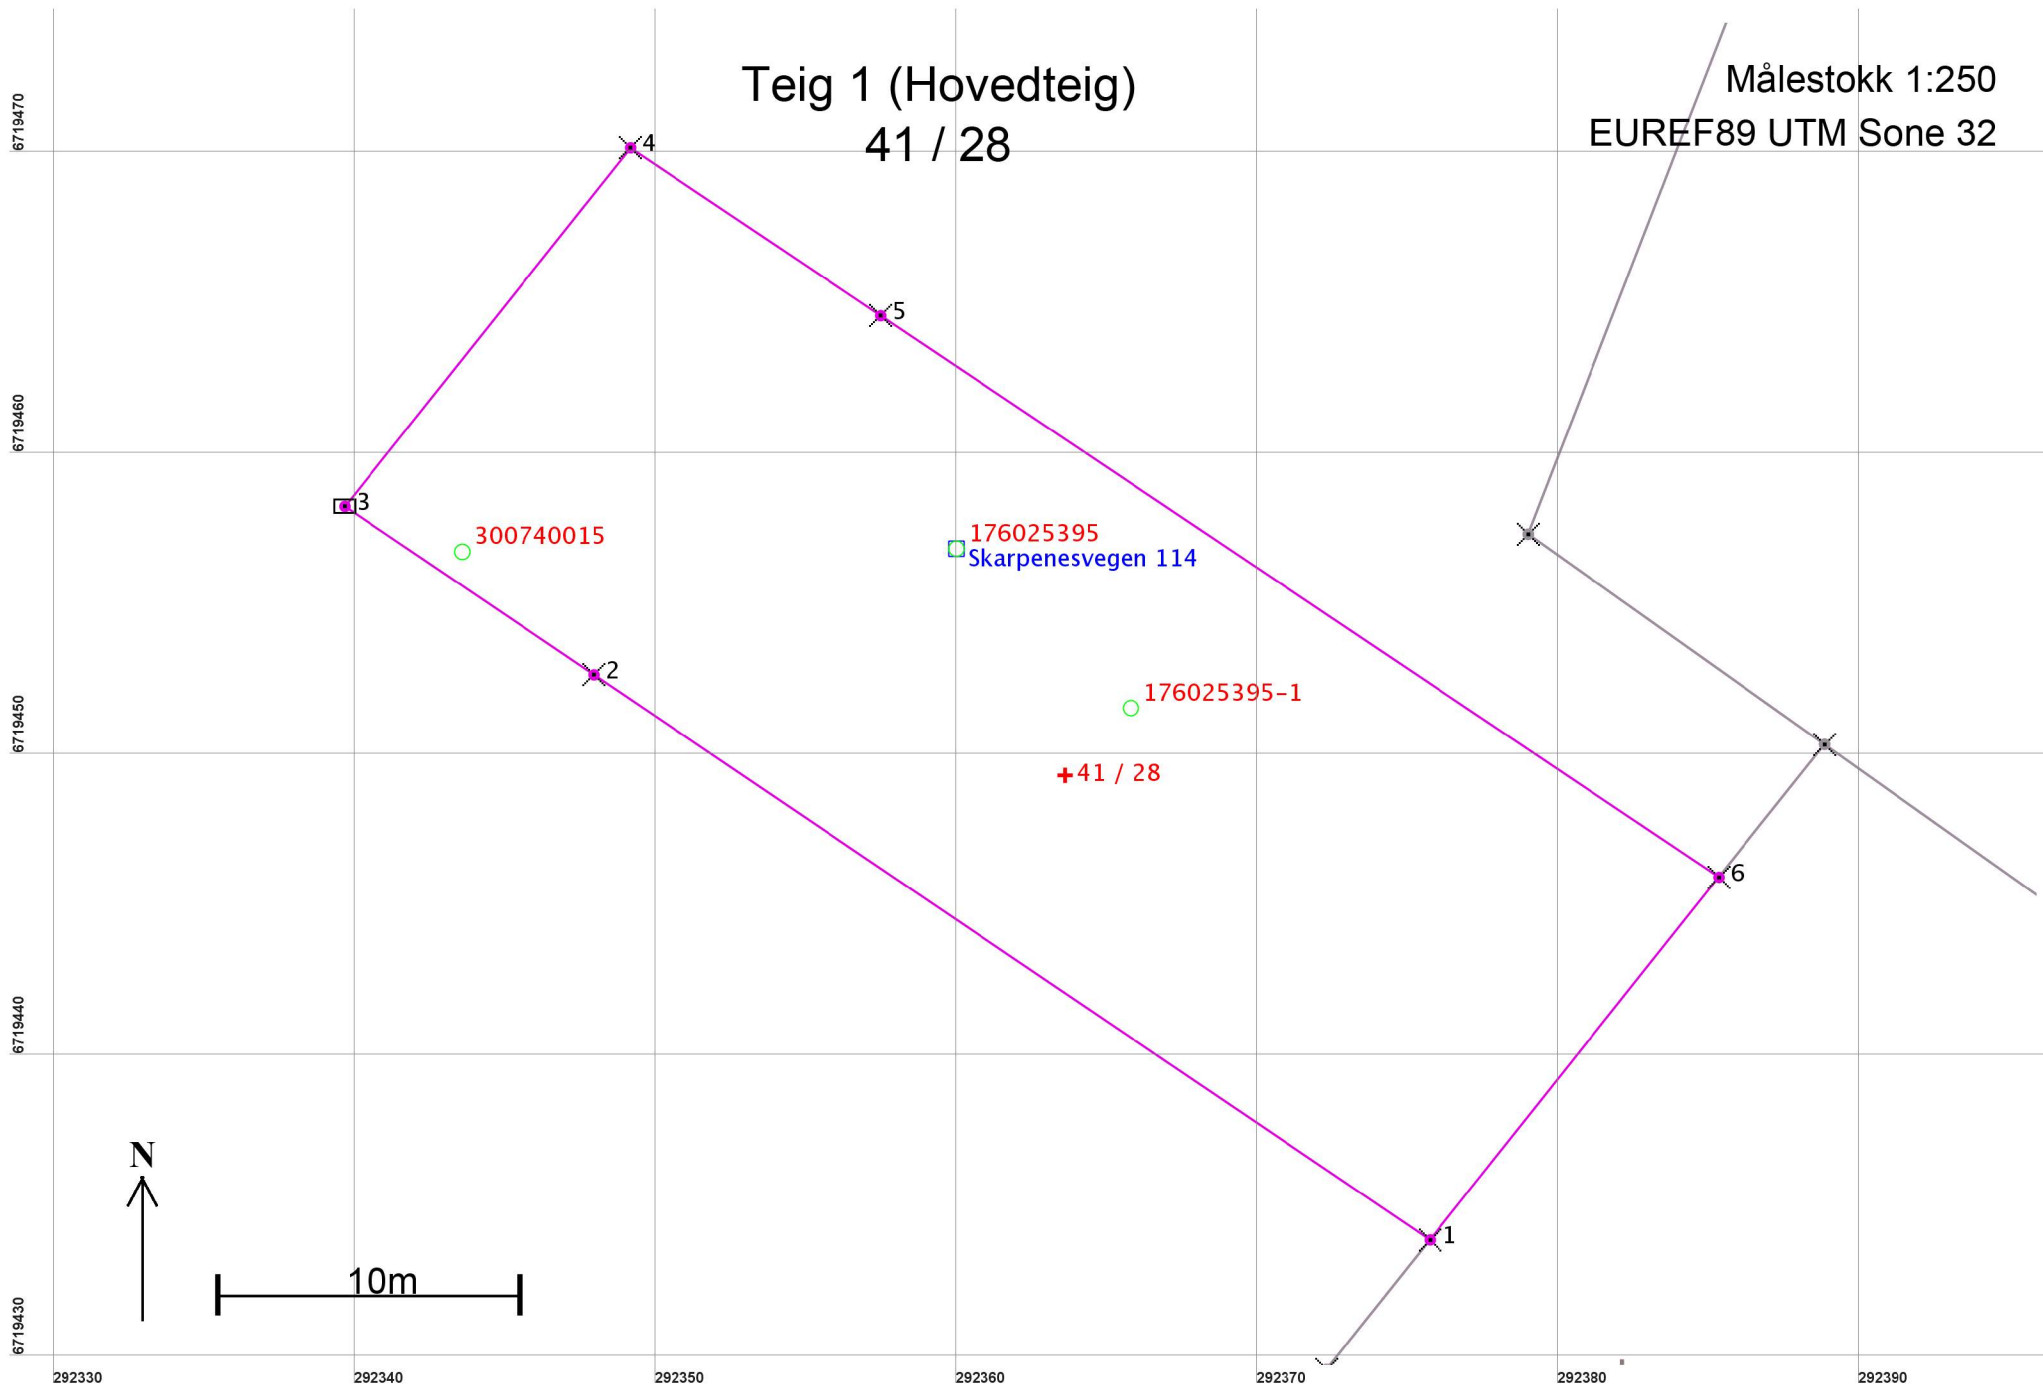 Teig 1 (Hovedteig)
41 / 28
Målestokk 1:250
EUREF89 UTM Sone 32
6719470
4
5
6719460
3
300740015
176025395
Skarpenesvegen 114
2
176025395-1
6719450
41 / 28
6
6719440
N
1
10m
6719430
292330
292340
292350
292360
292370
292380
292390